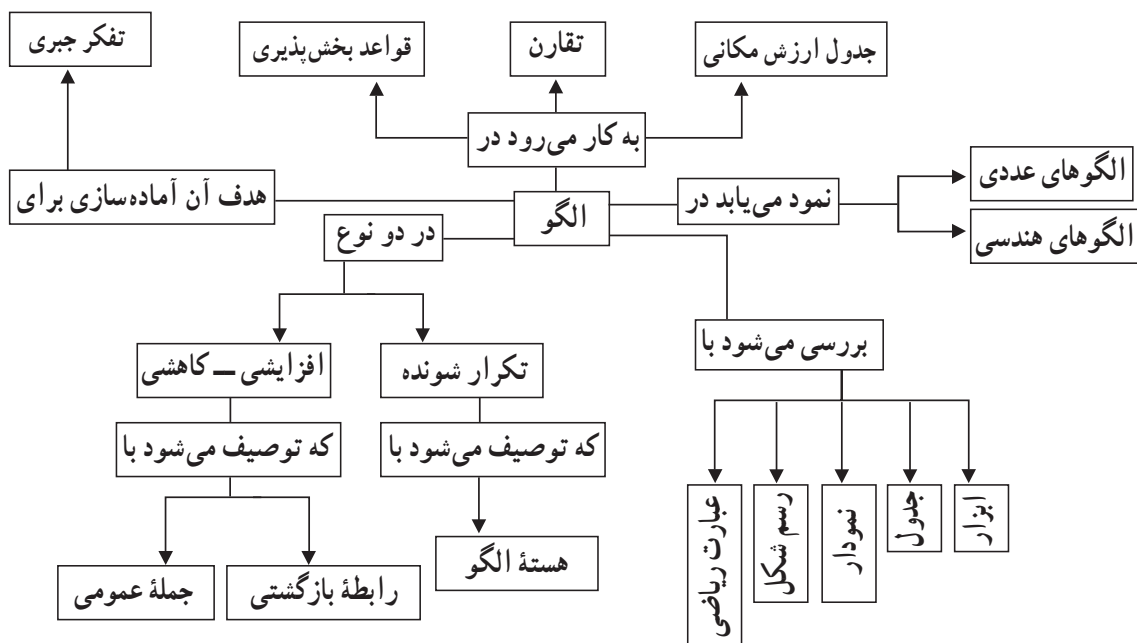 جدول ارزش مکانی
تقارن
قواعد بخش‌پذیری
تفکر جبری
به کار می‌رود در
الگو
نمود می‌یابد در
الگوهای عددی
الگوهای هندسی
هدف آن آماده‌سازی برای
در دو نوع
بررسی می‌شود با
تکرار شونده
افزایشی ــ کاهشی
که توصیف می‌شود با
که توصیف می‌شود با
هستهٔ الگو
رابطهٔ بازگشتی
جملهٔ عمومی
ابزار
جدول
نمودار
رسم شکل
عبارت ریاضی